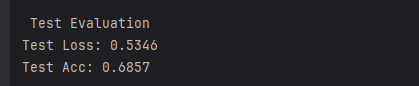 Test Evaluation
Test Loss: 0.5346
Test Acc: 0.6857